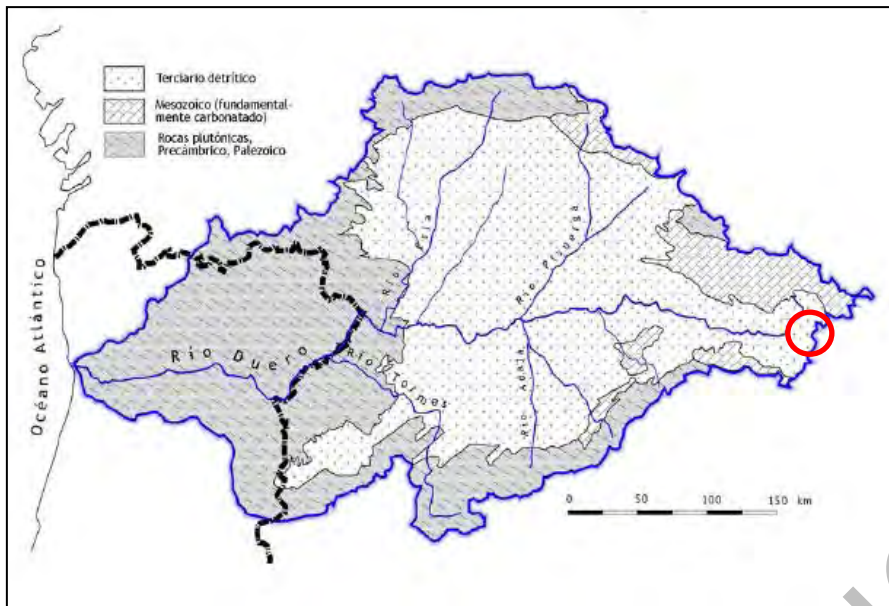 Terciario detrítico
Mesozoico (fundamental-
mente carbonatado)
Rocas plutónicas,
Precámbrico, Paleozoico
Océano Atlántico
Río Esla
Río Pisuerga
Río Duero
Río Tormes
Río Adaja
0 50 100 150 km